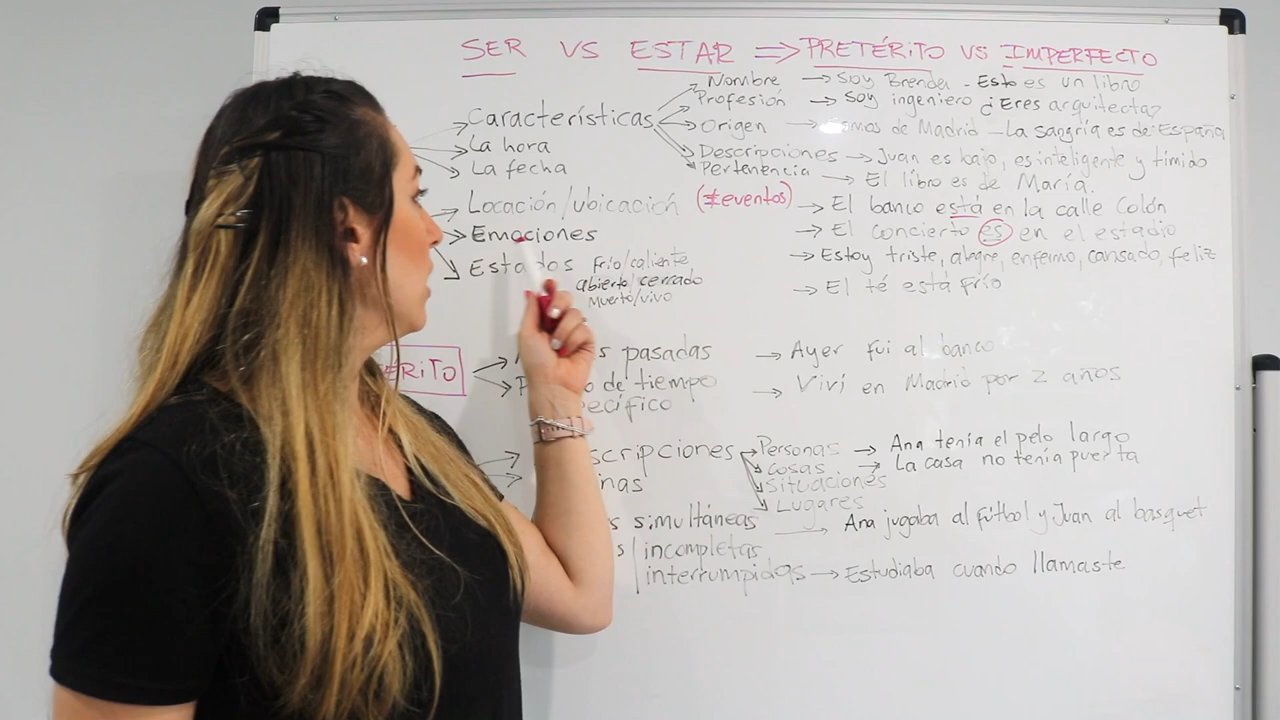 SER VS ESTAR ⇒ PRETÉRITO VS IMPERFECTO
Características
Nombre → Soy Brenda - Esto es un libro
Profesión → Soy ingeniero ¿Eres arquitecta?
Origen → de Madrid - La sangría es de España
Descripciones → Juan es bajo, es inteligente y timido
Pertenencia → El libro es de María.
La hora
La fecha
Locación/ubicación (≠eventos) → El banco está en la calle Colón
→ El concierto es en el estadio
Emociones → Estoy triste, alegre, enfermo, cansado, feliz
Estados frío/caliente → El té está frío
abierto/cerrado
Muerto/vivo
pasadas → Ayer fui al banco
de tiempo → Viví en Madrid por 2 años
Personas → Ana tenía el pelo largo
cosas → La casa no tenía puerta
Situaciones
Lugares
simultáneas → Ana jugaba al fútbol y Juan al basquet
/incompletas
interrumpidas → Estudiaba cuando llamaste